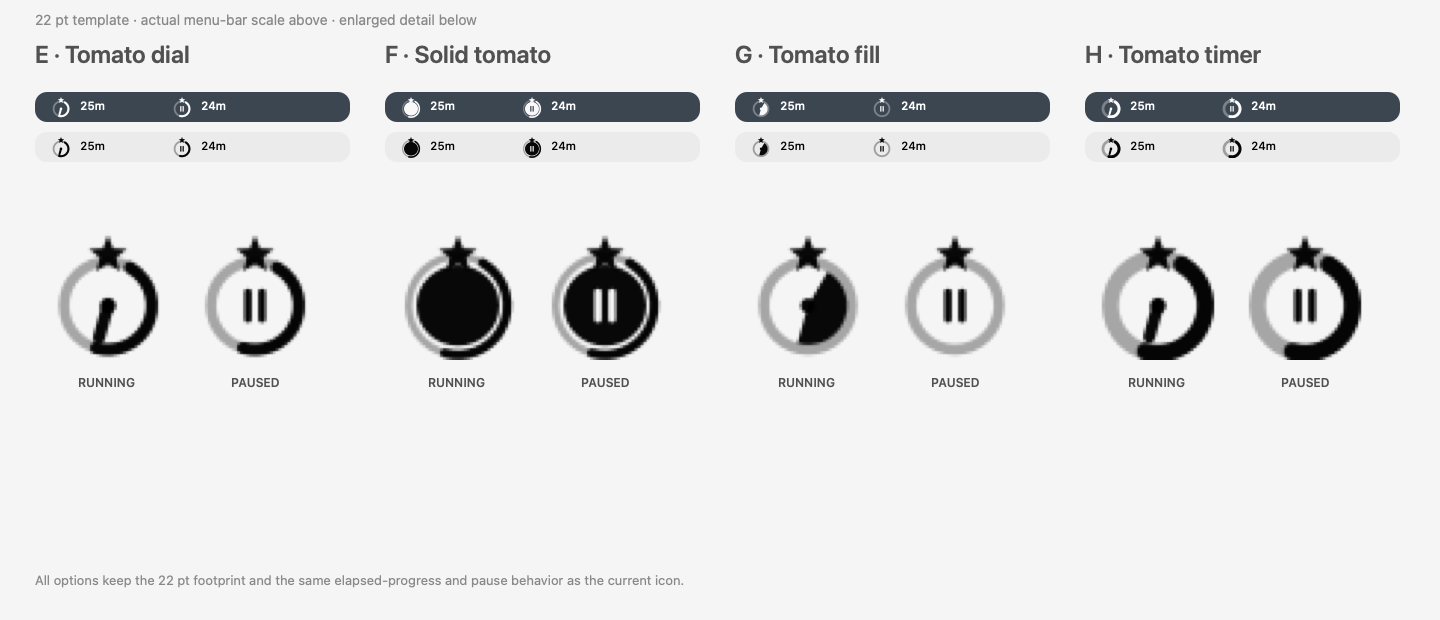 22 pt template · actual menu-bar scale above · enlarged detail below
E · Tomato dial
F · Solid tomato
G · Tomato fill
H · Tomato timer
25m 24m
25m 24m
25m 24m
25m 24m
25m 24m
25m 24m
25m 24m
25m 24m
RUNNING PAUSED
RUNNING PAUSED
RUNNING PAUSED
RUNNING PAUSED
All options keep the 22 pt footprint and the same elapsed-progress and pause behavior as the current icon.